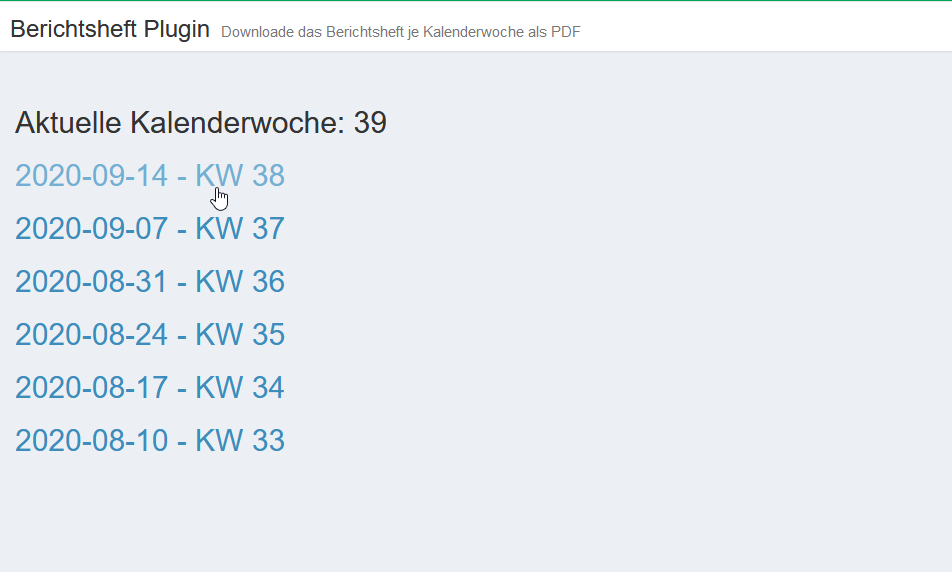 Berichtsheft Plugin Downloade das Berichtsheft je Kalenderwoche als PDF
Aktuelle Kalenderwoche: 39
2020-09-14 - KW 38
2020-09-07 - KW 37
2020-08-31 - KW 36
2020-08-24 - KW 35
2020-08-17 - KW 34
2020-08-10 - KW 33